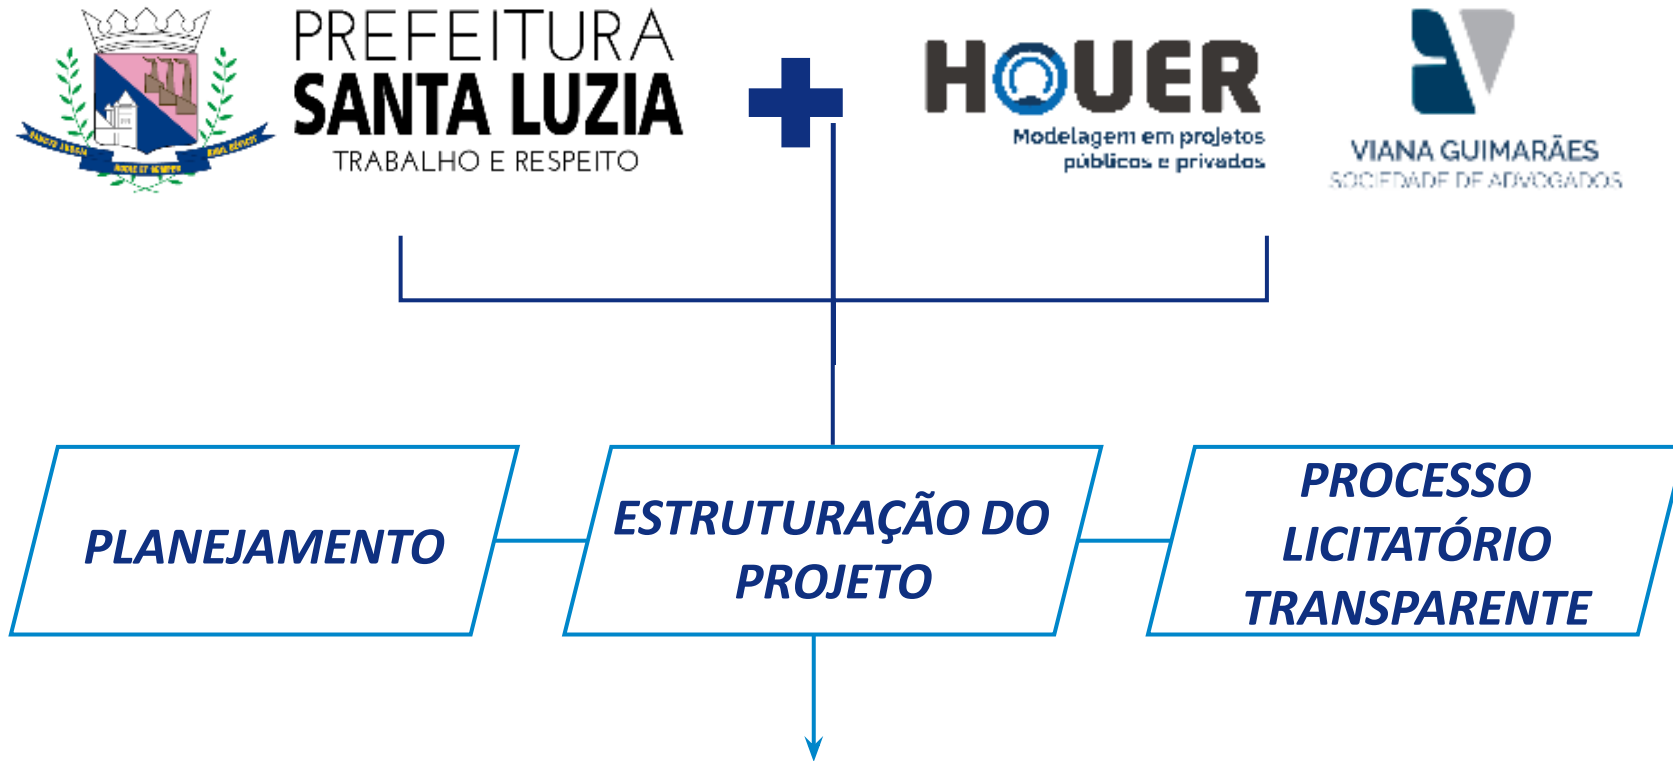 PREFEITURA
SANTA LUZIA
TRABALHO E RESPEITO
HOUER
Modelagem em projetos
públicos e privados
VIANA GUIMARÃES
SOCIEDADE DE ADVOGADOS
PLANEJAMENTO
ESTRUTURAÇÃO DO
PROJETO
PROCESSO
LICITATÓRIO
TRANSPARENTE